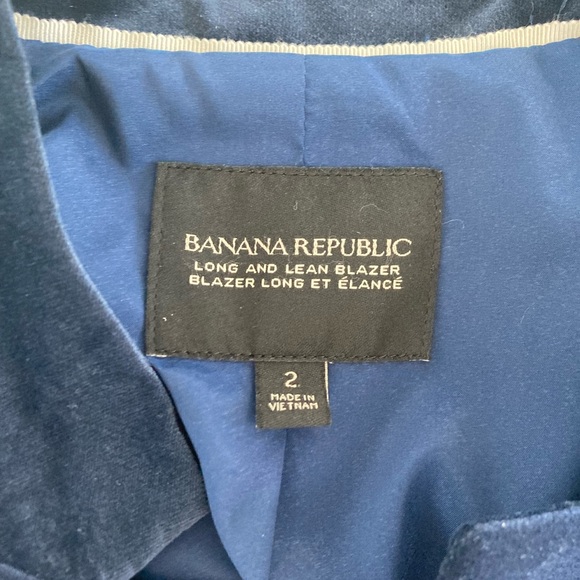 BANANA REPUBLIC
LONG AND LEAN BLAZER
BLAZER LONG ET ÉLANCÉ
2
MADE IN
VIETNAM